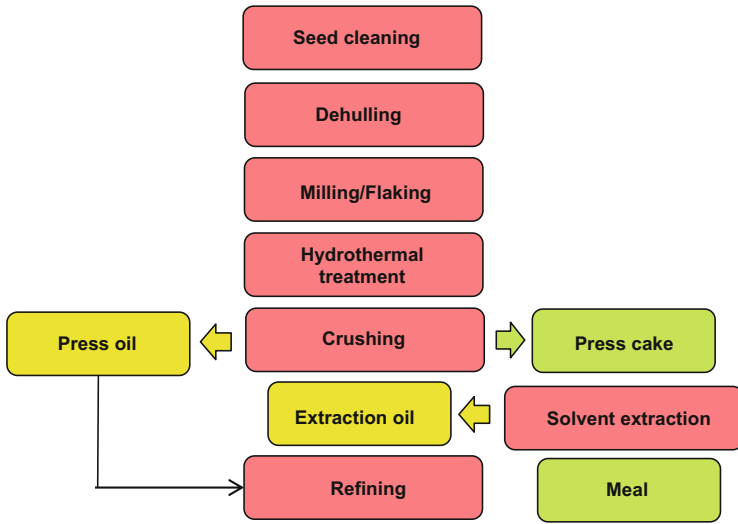 Seed cleaning
Dehulling
Milling/Flaking
Hydrothermal
treatment
Press oil
Crushing
Press cake
Extraction oil
Solvent extraction
Refining
Meal